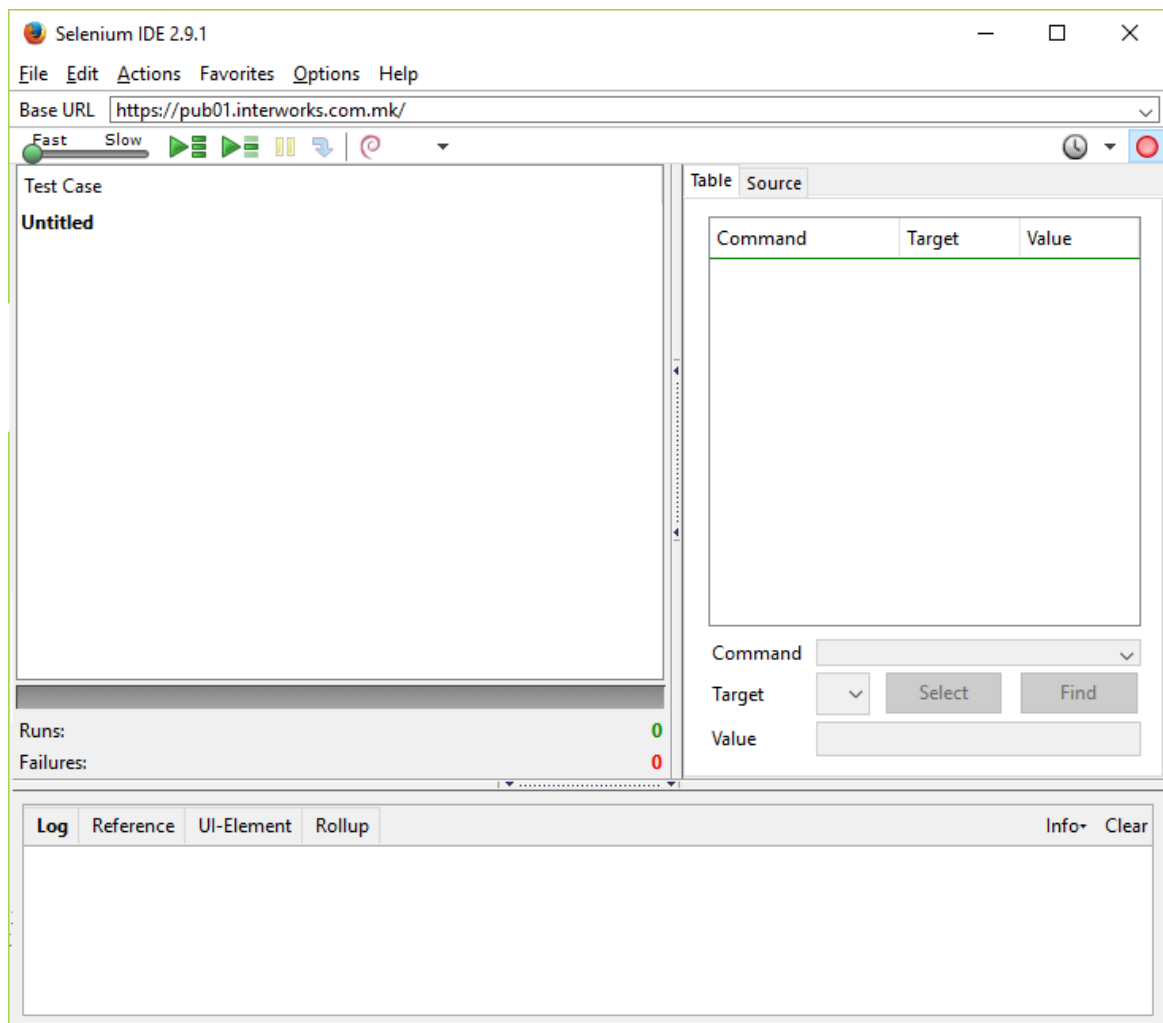 Selenium IDE 2.9.1
File Edit Actions Favorites Options Help
Base URL https://pub01.interworks.com.mk/
Fast Slow
Test Case
Untitled
Table Source
Command Target Value
Command
Target Select Find
Value
Runs: 0
Failures: 0
Log Reference UI-Element Rollup Info Clear